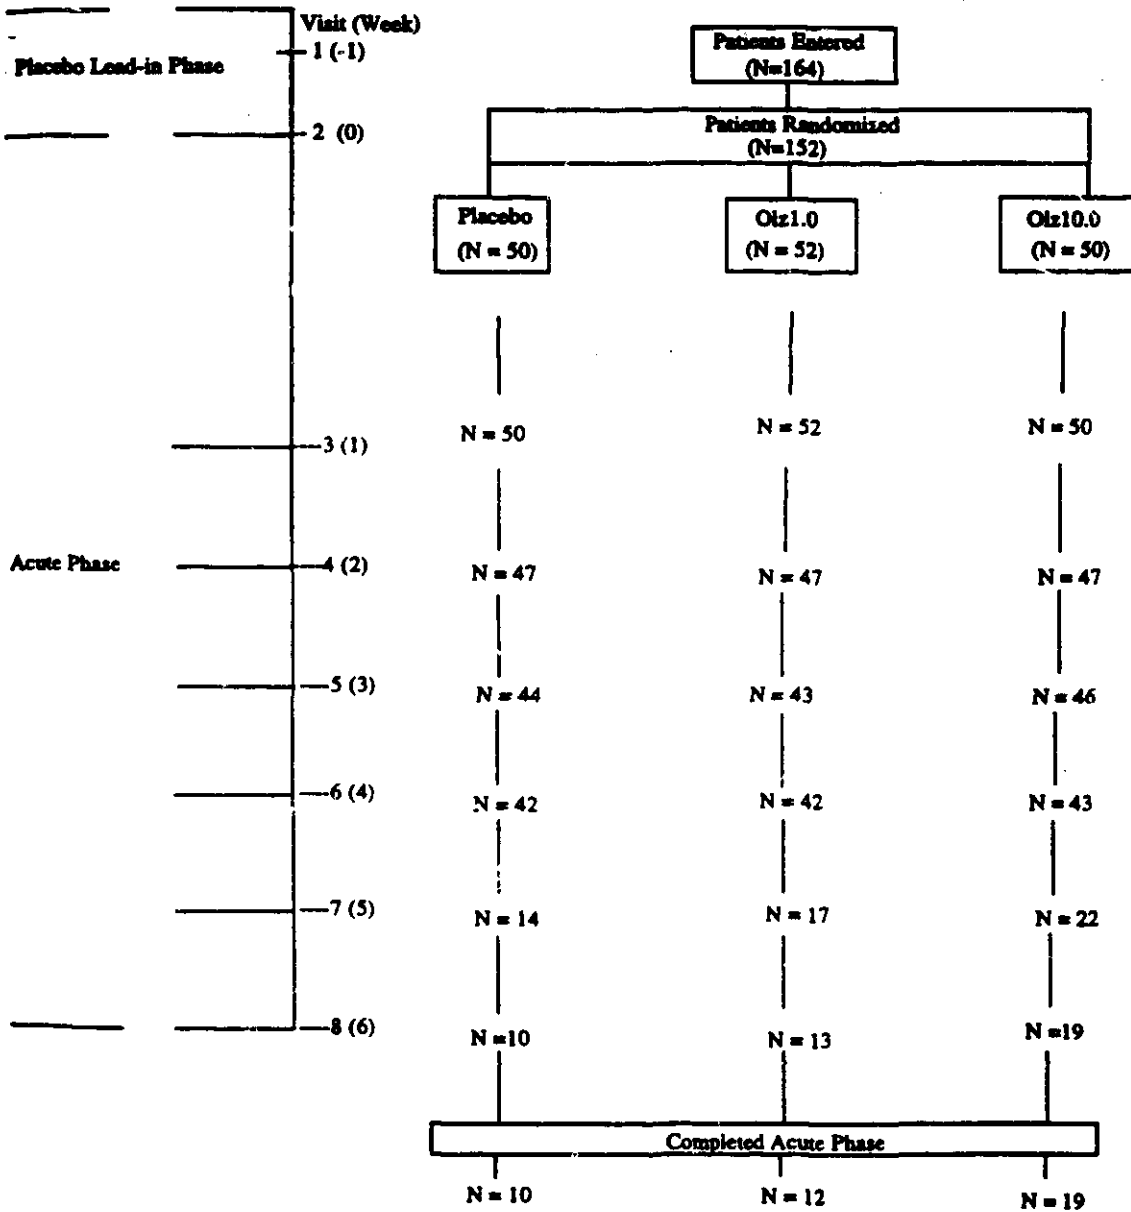 Visit (Week)
1 (-1)
Placebo Lead-in Phase
2 (0)
Patients Entered
(N=164)
Patients Randomized
(N=152)
Placebo
(N = 50)
Olz1.0
(N = 52)
Olz10.0
(N = 50)
3 (1)
N = 50
N = 52
N = 50
Acute Phase
4 (2)
N = 47
N = 47
N = 47
5 (3)
N = 44
N = 43
N = 46
6 (4)
N = 42
N = 42
N = 43
7 (5)
N = 14
N = 17
N = 22
8 (6)
N =10
N = 13
N =19
Completed Acute Phase
N = 10
N = 12
N = 19